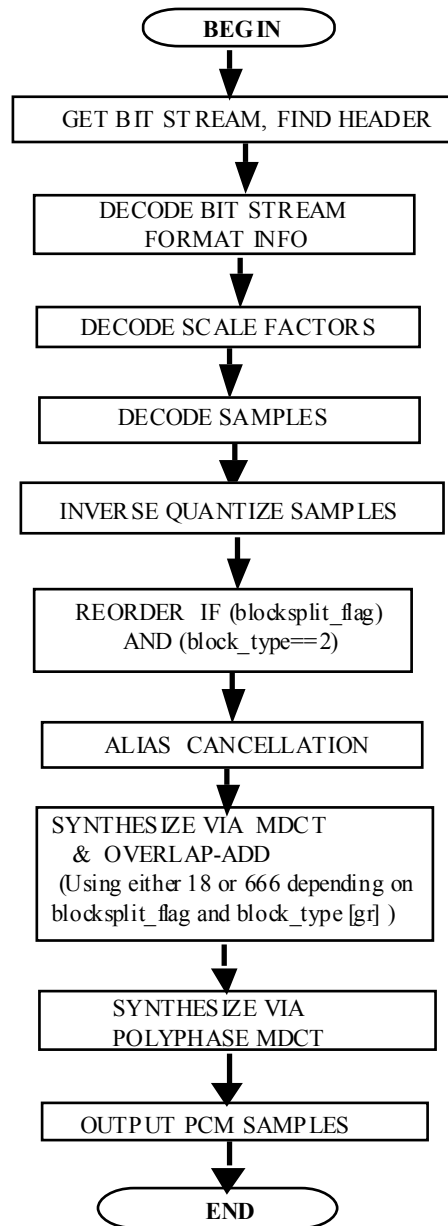 BEGIN
GET BIT STREAM, FIND HEADER
DECODE BIT STREAM
FORMAT INFO
DECODE SCALE FACTORS
DECODE SAMPLES
INVERSE QUANTIZE SAMPLES
REORDER IF (blocksplit_flag)
AND (block_type==2)
ALIAS CANCELLATION
SYNTHESIZE VIA MDCT
& OVERLAP-ADD
(Using either 18 or 666 depending on
blocksplit_flag and block_type [gr] )
SYNTHESIZE VIA
POLYPHASE MDCT
OUTPUT PCM SAMPLES
END